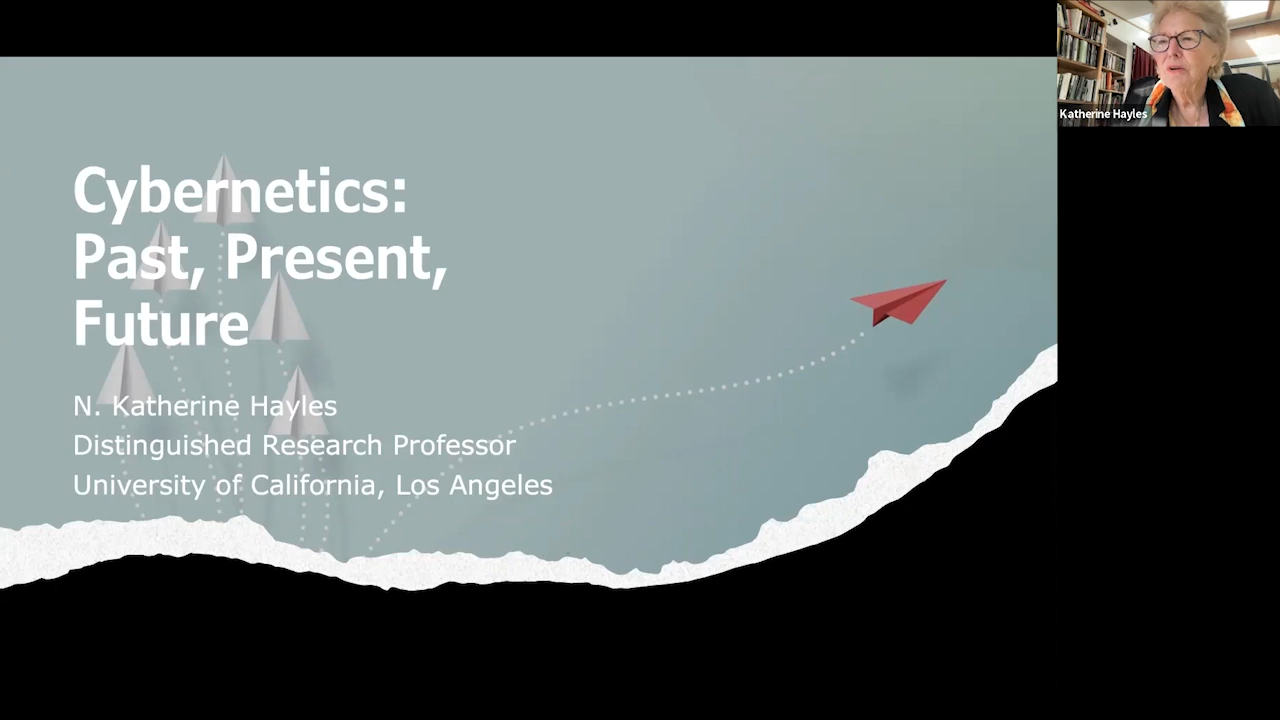 Cybernetics:
Past, Present,
Future
N. Katherine Hayles
Distinguished Research Professor
University of California, Los Angeles
Katherine Hayles